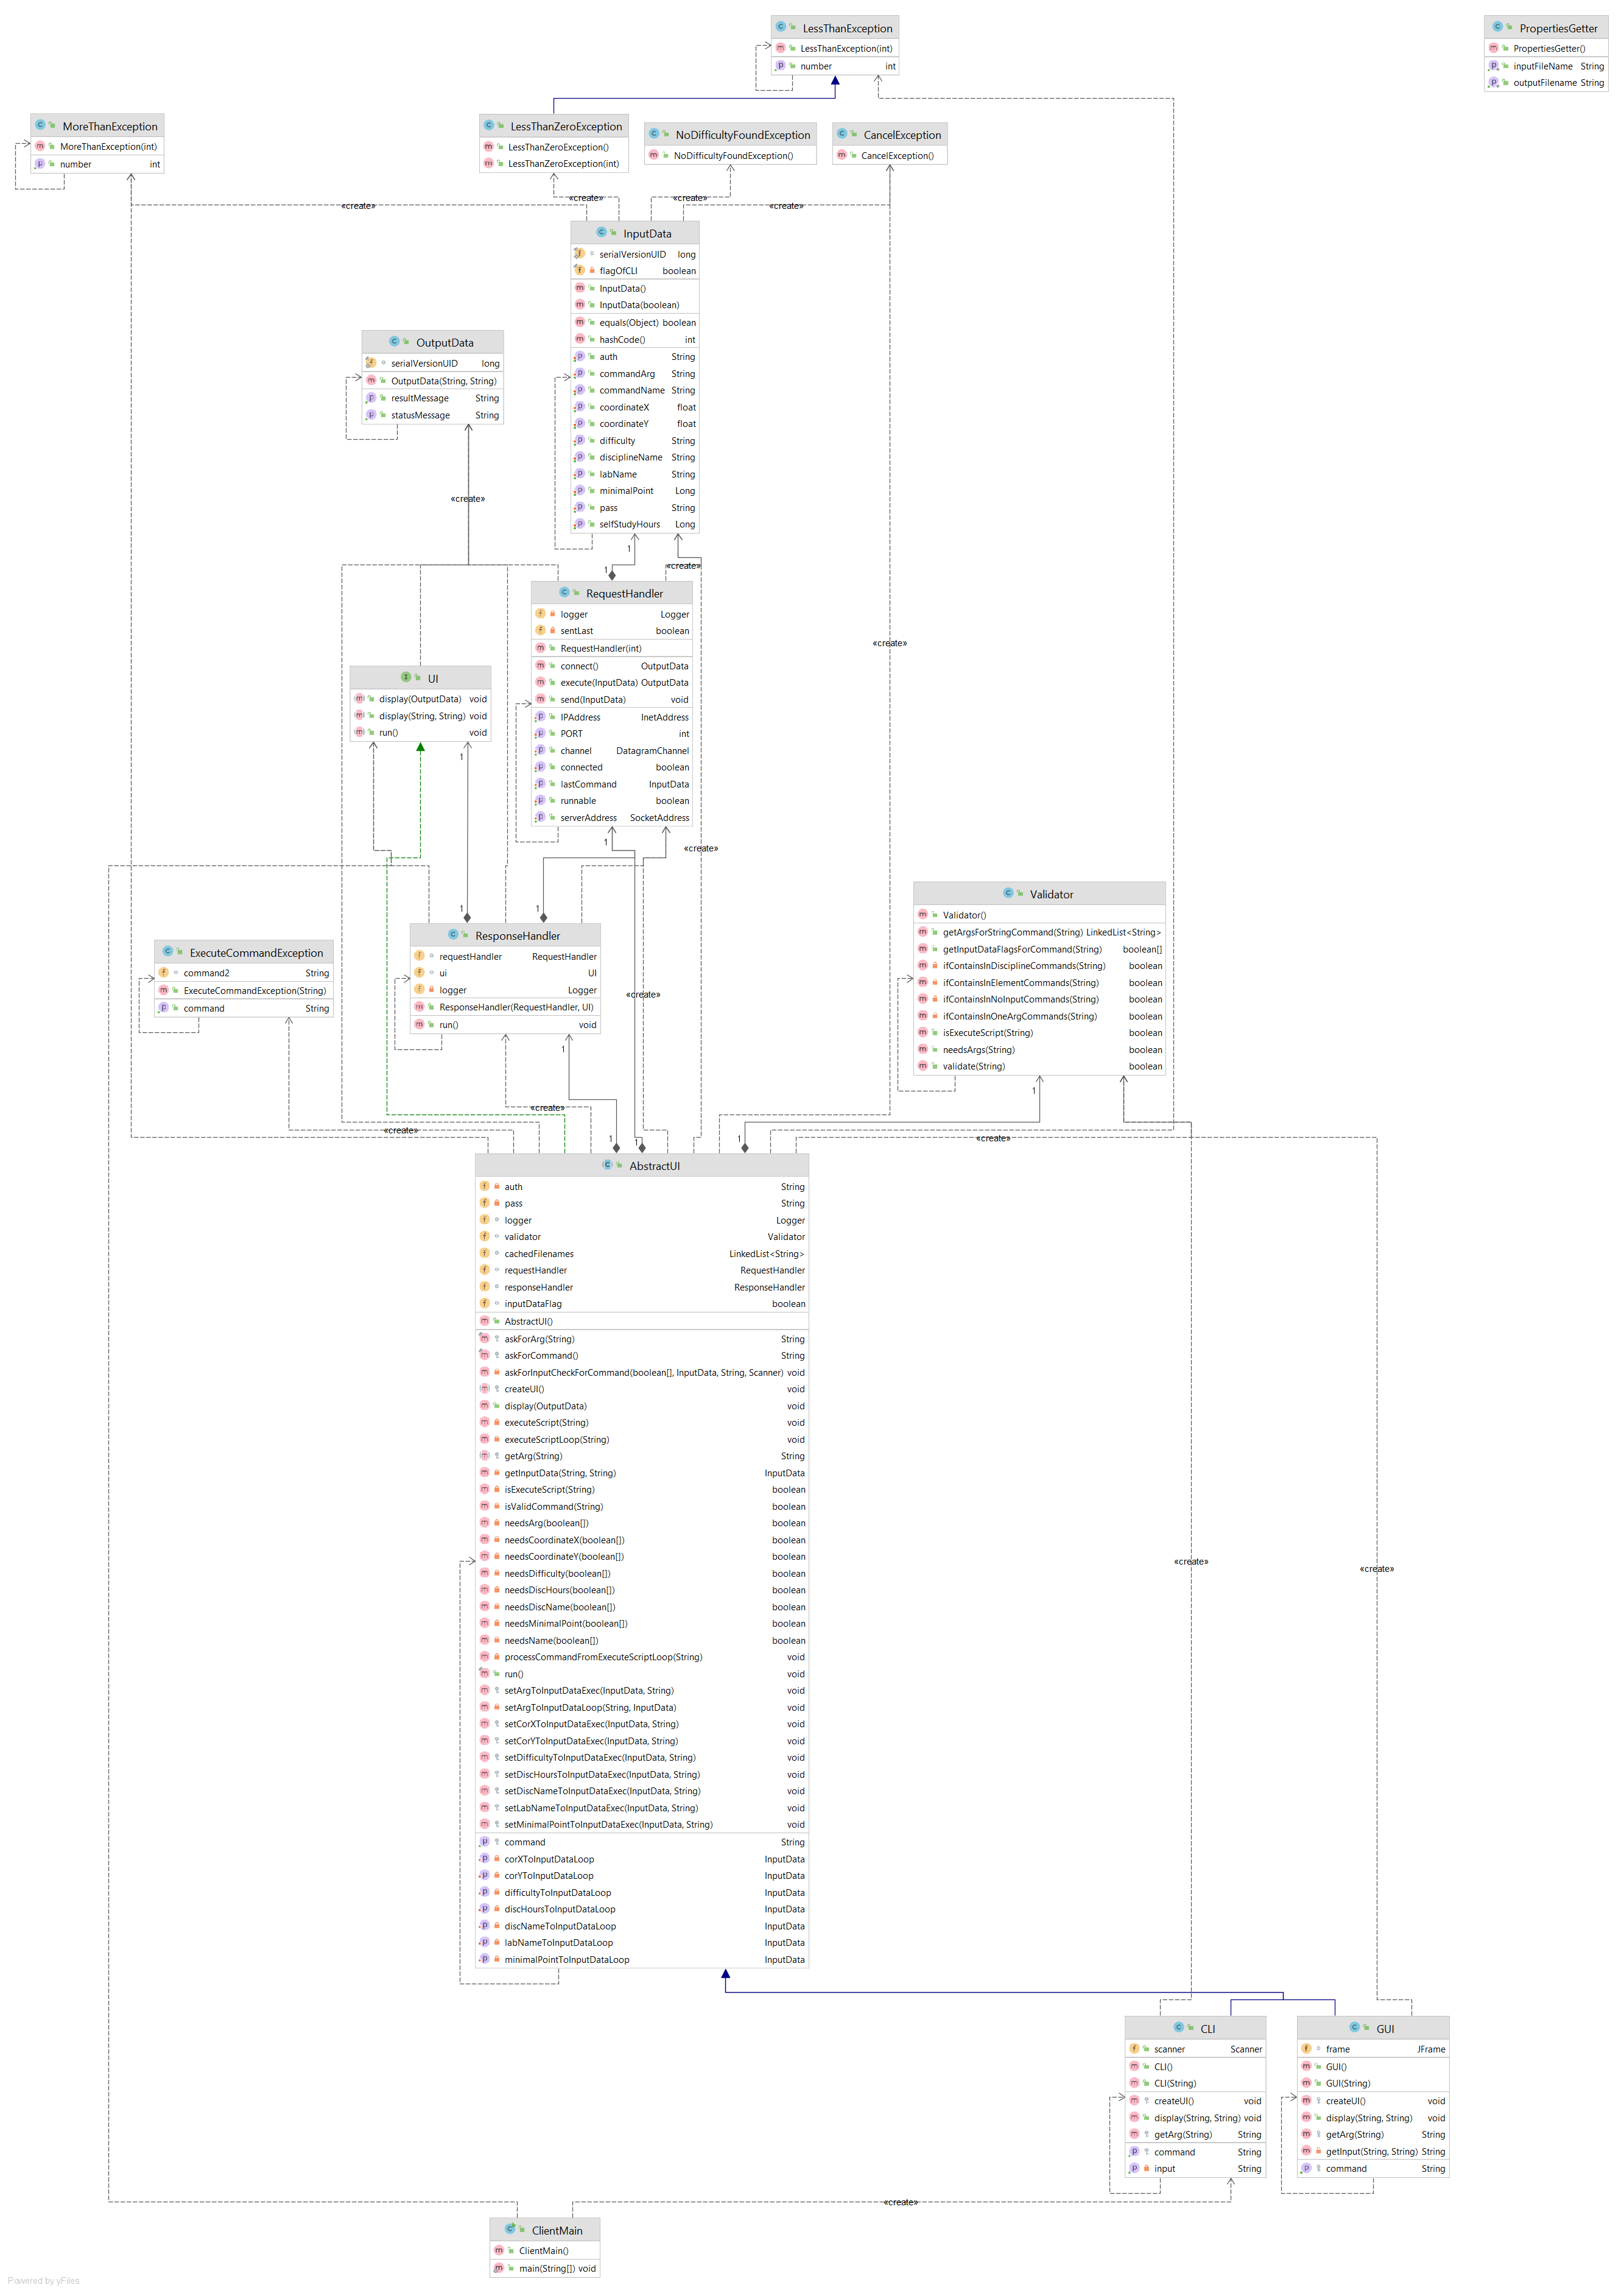 LessThanException
LessThanException(int)
number int
PropertiesGetter
PropertiesGetter()
inputFileName String
outputFilename String
MoreThanException
MoreThanException(int)
number int
LessThanZeroException
LessThanZeroException()
LessThanZeroException(int)
NoDifficultyFoundException
NoDifficultyFoundException()
CancelException
CancelException()
«create»
«create»
«create»
«create»
InputData
serialVersionUID long
flagOfCLI boolean
InputData()
InputData(boolean)
equals(Object) boolean
hashCode() int
auth String
commandArg String
commandName String
coordinateX float
coordinateY float
difficulty String
disciplineName String
labName String
minimalPoint Long
pass String
selfStudyHours Long
OutputData
serialVersionUID long
OutputData(String, String)
resultMessage String
statusMessage String
«create»
1
1
«create»
RequestHandler
logger Logger
sentLast boolean
RequestHandler(int)
connect() OutputData
execute(InputData) OutputData
send(InputData) void
IPAddress InetAddress
PORT int
channel DatagramChannel
connected boolean
lastCommand InputData
runnable boolean
serverAddress SocketAddress
«create»
UI
display(OutputData) void
display(String, String) void
run() void
1
1
«create»
Validator
Validator()
getArgsForStringCommand(String) LinkedList<String>
getInputDataFlagsForCommand(String) boolean[]
ifContainsInDisciplineCommands(String) boolean
ifContainsInElementCommands(String) boolean
ifContainsInNoInputCommands(String) boolean
ifContainsInOneArgCommands(String) boolean
isExecuteScript(String) boolean
needsArgs(String) boolean
validate(String) boolean
1
1
ResponseHandler
requestHandler RequestHandler
ui UI
logger Logger
ResponseHandler(RequestHandler, UI)
run() void
ExecuteCommandException
command2 String
ExecuteCommandException(String)
command String
«create»
1
1
«create»
«create»
1
1
1
«create»
AbstractUI
auth String
pass String
logger Logger
validator Validator
cachedFilenames LinkedList<String>
requestHandler RequestHandler
responseHandler ResponseHandler
inputDataFlag boolean
AbstractUI()
askForArg(String) String
askForCommand() String
askForInputCheckForCommand(boolean[], InputData, String, Scanner) void
createUI() void
display(OutputData) void
executeScript(String) void
executeScriptLoop(String) void
getArg(String) String
getInputData(String, String) InputData
isExecuteScript(String) boolean
isValidCommand(String) boolean
needsArg(boolean[]) boolean
needsCoordinateX(boolean[]) boolean
needsCoordinateY(boolean[]) boolean
needsDifficulty(boolean[]) boolean
needsDiscHours(boolean[]) boolean
needsDiscName(boolean[]) boolean
needsMinimalPoint(boolean[]) boolean
needsName(boolean[]) boolean
processCommandFromExecuteScriptLoop(String) void
run() void
setArgToInputDataExec(InputData, String) void
setArgToInputDataLoop(String, InputData) void
setCorXToInputDataExec(InputData, String) void
setCorYToInputDataExec(InputData, String) void
setDifficultyToInputDataExec(InputData, String) void
setDiscHoursToInputDataExec(InputData, String) void
setDiscNameToInputDataExec(InputData, String) void
setLabNameToInputDataExec(InputData, String) void
setMinimalPointToInputDataExec(InputData, String) void
command String
corXToInputDataLoop InputData
corYToInputDataLoop InputData
difficultyToInputDataLoop InputData
discHoursToInputDataLoop InputData
discNameToInputDataLoop InputData
labNameToInputDataLoop InputData
minimalPointToInputDataLoop InputData
«create»
«create»
CLI
scanner Scanner
CLI()
CLI(String)
createUI() void
display(String, String) void
getArg(String) String
command String
input String
GUI
frame JFrame
GUI()
GUI(String)
createUI() void
display(String, String) void
getArg(String) String
getInput(String, String) String
command String
«create»
ClientMain
ClientMain()
main(String[]) void
Powered by yFiles